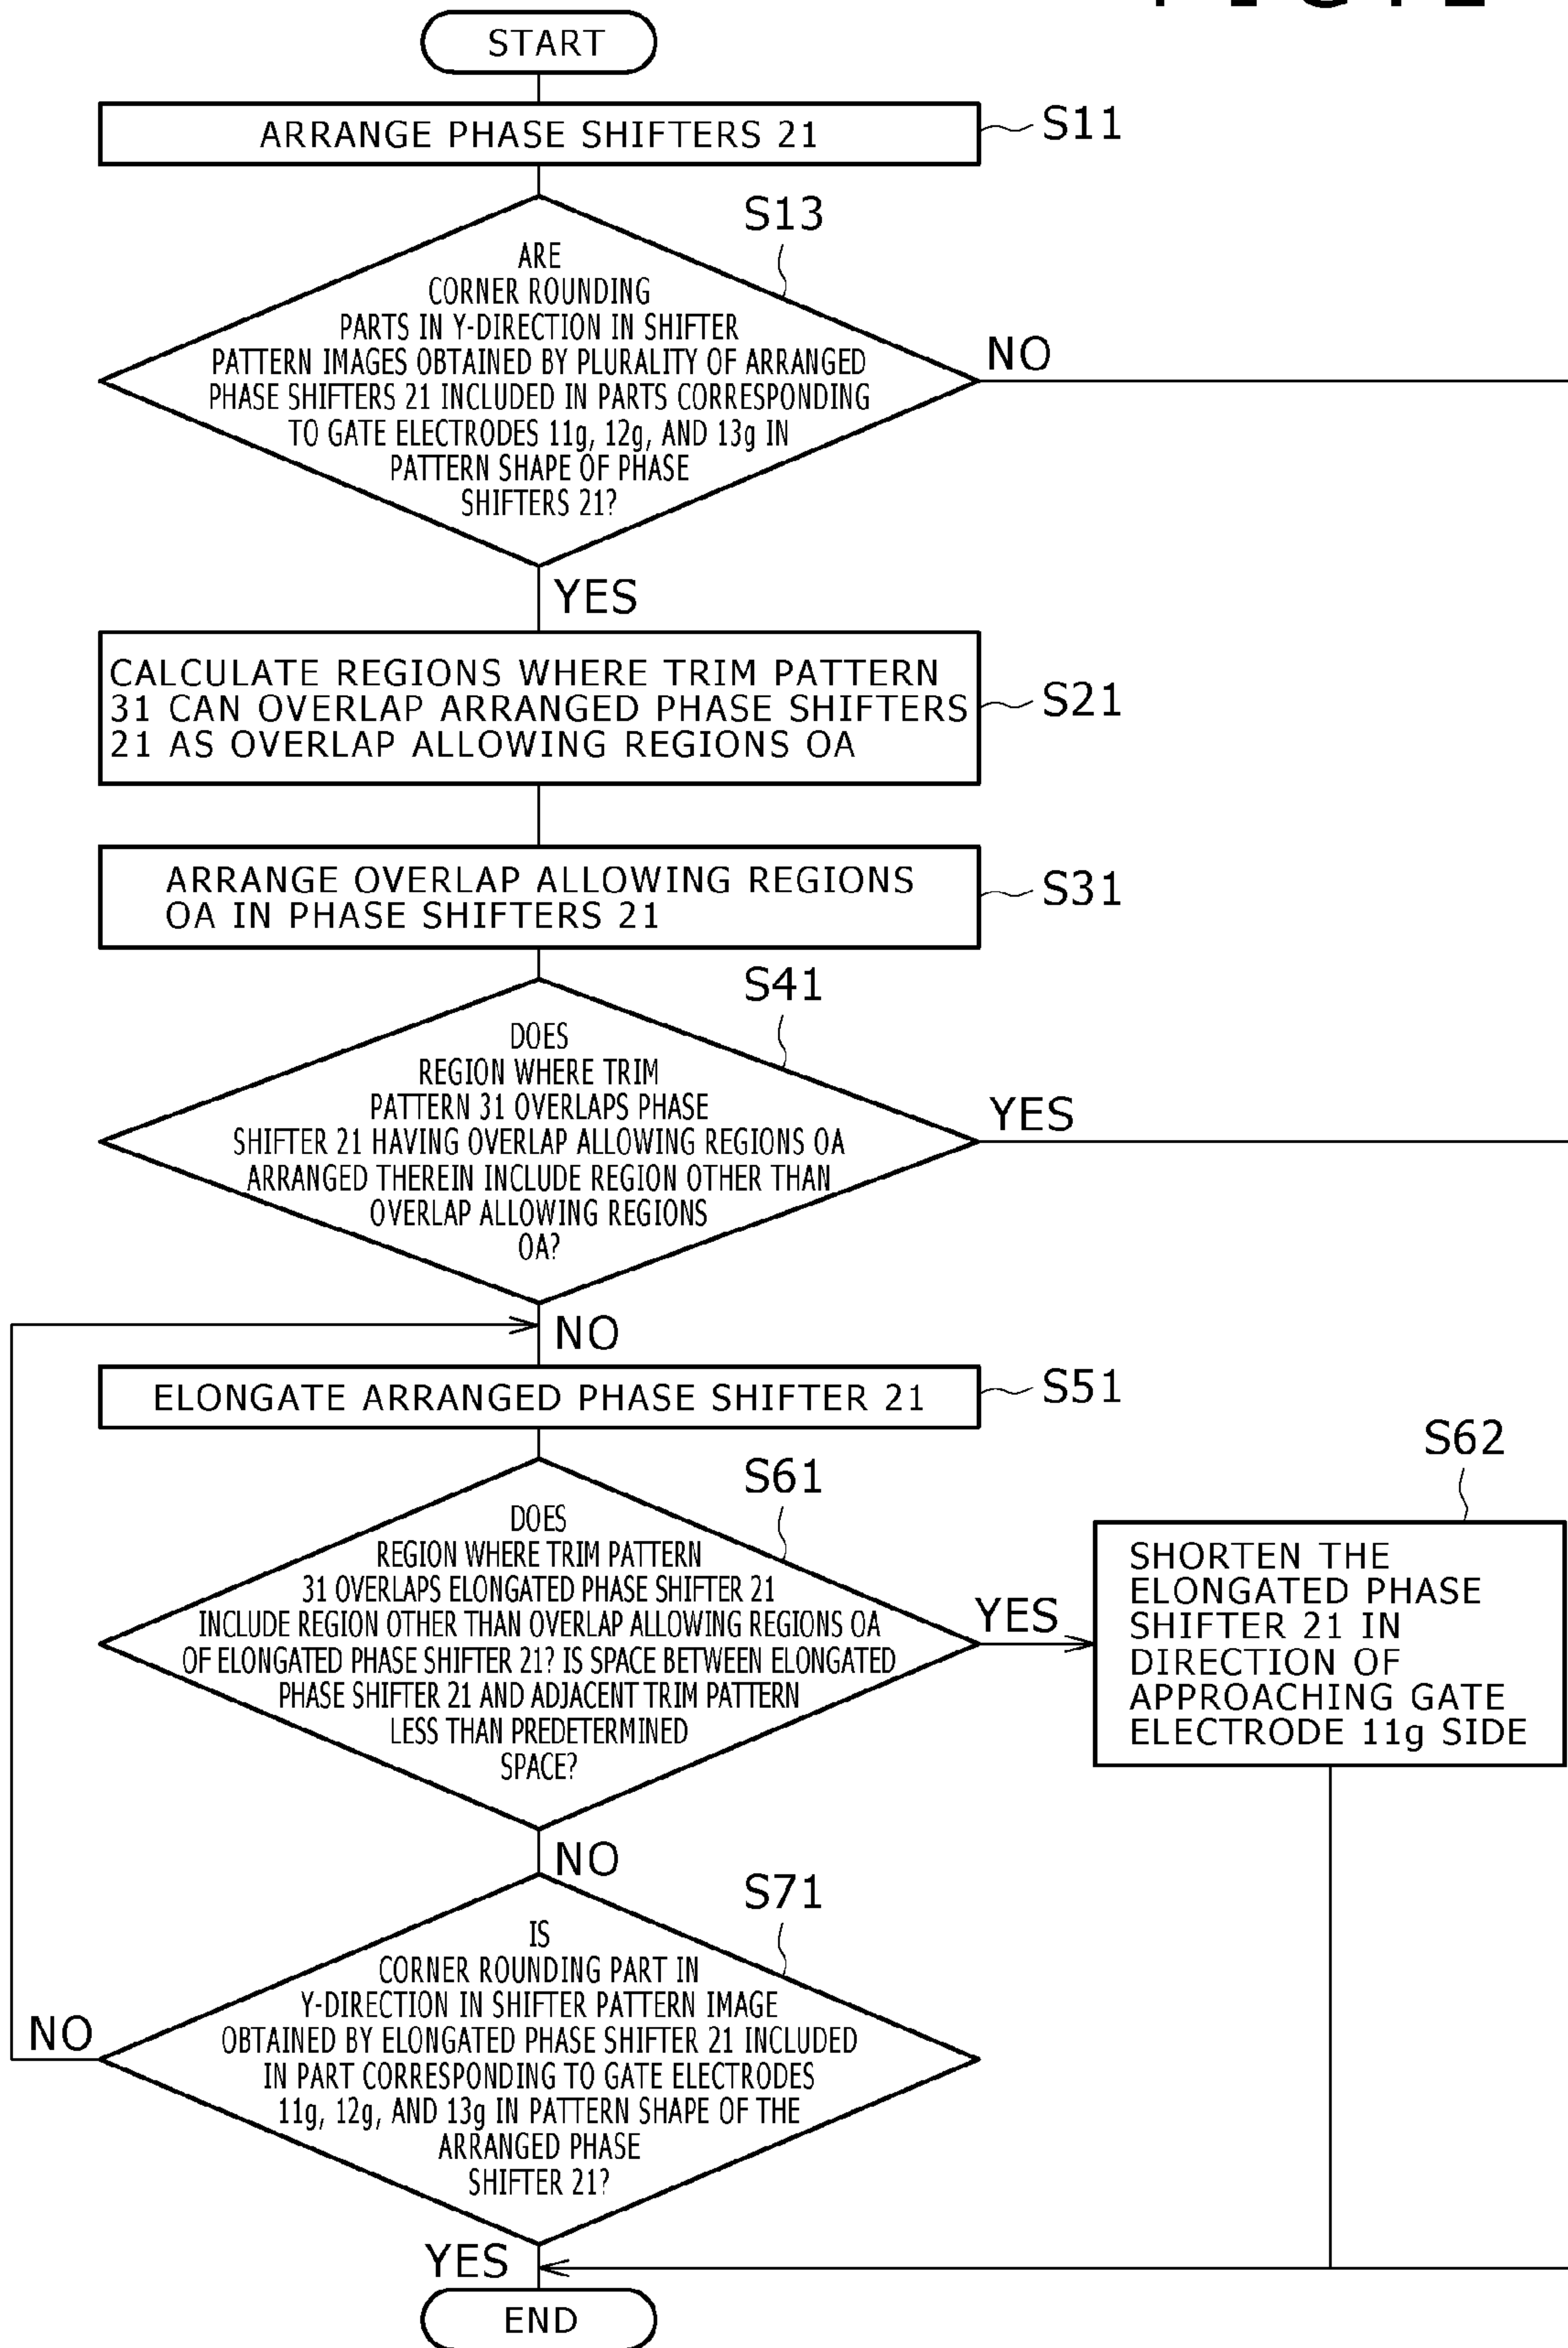 START
ARRANGE PHASE SHIFTERS 21
S11
S13
ARE
CORNER ROUNDING
PARTS IN Y-DIRECTION IN SHIFTER
PATTERN IMAGES OBTAINED BY PLURALITY OF ARRANGED
PHASE SHIFTERS 21 INCLUDED IN PARTS CORRESPONDING
TO GATE ELECTRODES 11g, 12g, AND 13g IN
PATTERN SHAPE OF PHASE
SHIFTERS 21?
NO
YES
CALCULATE REGIONS WHERE TRIM PATTERN
31 CAN OVERLAP ARRANGED PHASE SHIFTERS
21 AS OVERLAP ALLOWING REGIONS OA
S21
ARRANGE OVERLAP ALLOWING REGIONS
OA IN PHASE SHIFTERS 21
S31
S41
DOES
REGION WHERE TRIM
PATTERN 31 OVERLAPS PHASE
SHIFTER 21 HAVING OVERLAP ALLOWING REGIONS OA
ARRANGED THEREIN INCLUDE REGION OTHER THAN
OVERLAP ALLOWING REGIONS
OA?
YES
NO
ELONGATE ARRANGED PHASE SHIFTER 21
S51
S61
DOES
REGION WHERE TRIM PATTERN
31 OVERLAPS ELONGATED PHASE SHIFTER 21
INCLUDE REGION OTHER THAN OVERLAP ALLOWING REGIONS OA
OF ELONGATED PHASE SHIFTER 21? IS SPACE BETWEEN ELONGATED
PHASE SHIFTER 21 AND ADJACENT TRIM PATTERN
LESS THAN PREDETERMINED
SPACE?
YES
S62
SHORTEN THE
ELONGATED PHASE
SHIFTER 21 IN
DIRECTION OF
APPROACHING GATE
ELECTRODE 11g SIDE
NO
S71
IS
CORNER ROUNDING PART IN
Y-DIRECTION IN SHIFTER PATTERN IMAGE
OBTAINED BY ELONGATED PHASE SHIFTER 21 INCLUDED
IN PART CORRESPONDING TO GATE ELECTRODES
11g, 12g, AND 13g IN PATTERN SHAPE OF THE
ARRANGED PHASE
SHIFTER 21?
NO
YES
END